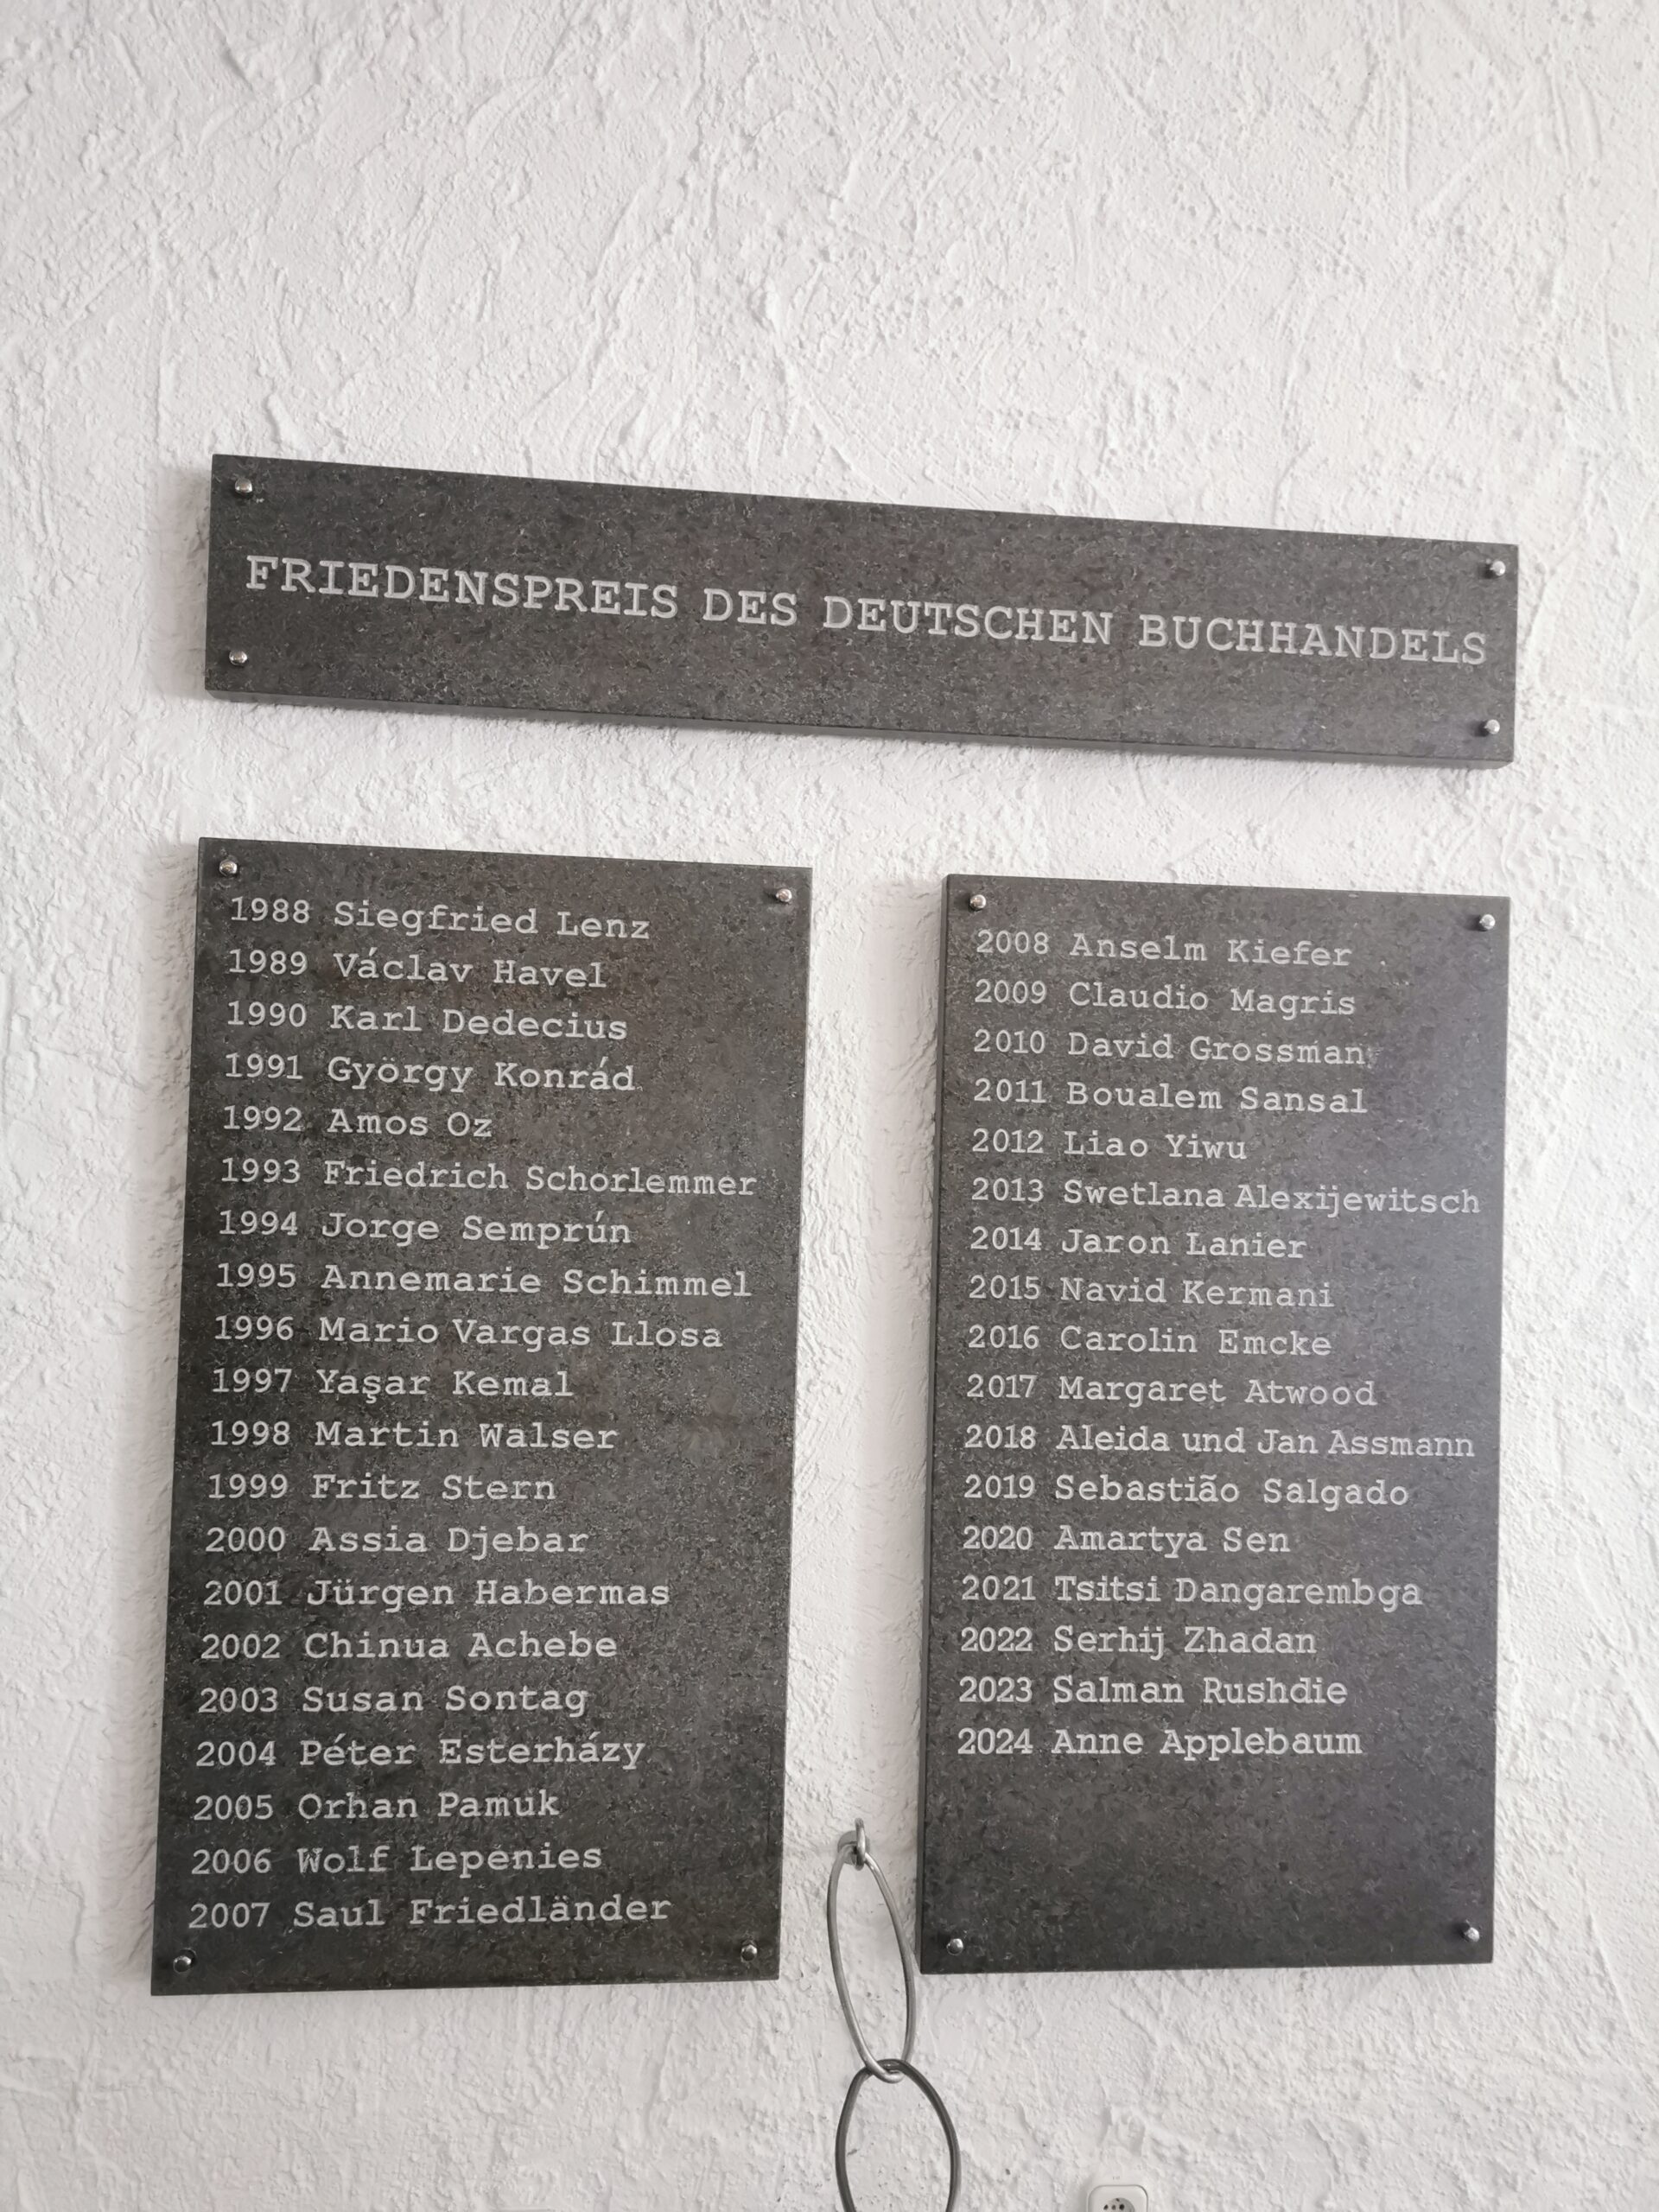 FRIEDENSPREIS DES DEUTSCHEN BUCHHANDELS
1988 Siegfried Lenz
1989 Václav Havel
1990 Karl Dedecius
1991 György Konrád
1992 Amos Oz
1993 Friedrich Schorlemmer
1994 Jorge Semprún
1995 Annemarie Schimmel
1996 Mario Vargas Llosa
1997 Yaşar Kemal
1998 Martin Walser
1999 Fritz Stern
2000 Assia Djebar
2001 Jürgen Habermas
2002 Chinua Achebe
2003 Susan Sontag
2004 Péter Esterházy
2005 Orhan Pamuk
2006 Wolf Lepenies
2007 Saul Friedländer
2008 Anselm Kiefer
2009 Claudio Magris
2010 David Grossman
2011 Boualem Sansal
2012 Liao Yiwu
2013 Swetlana Alexijewitsch
2014 Jaron Lanier
2015 Navid Kermani
2016 Carolin Emcke
2017 Margaret Atwood
2018 Aleida und Jan Assmann
2019 Sebastião Salgado
2020 Amartya Sen
2021 Tsitsi Dangarembga
2022 Serhij Zhadan
2023 Salman Rushdie
2024 Anne Applebaum